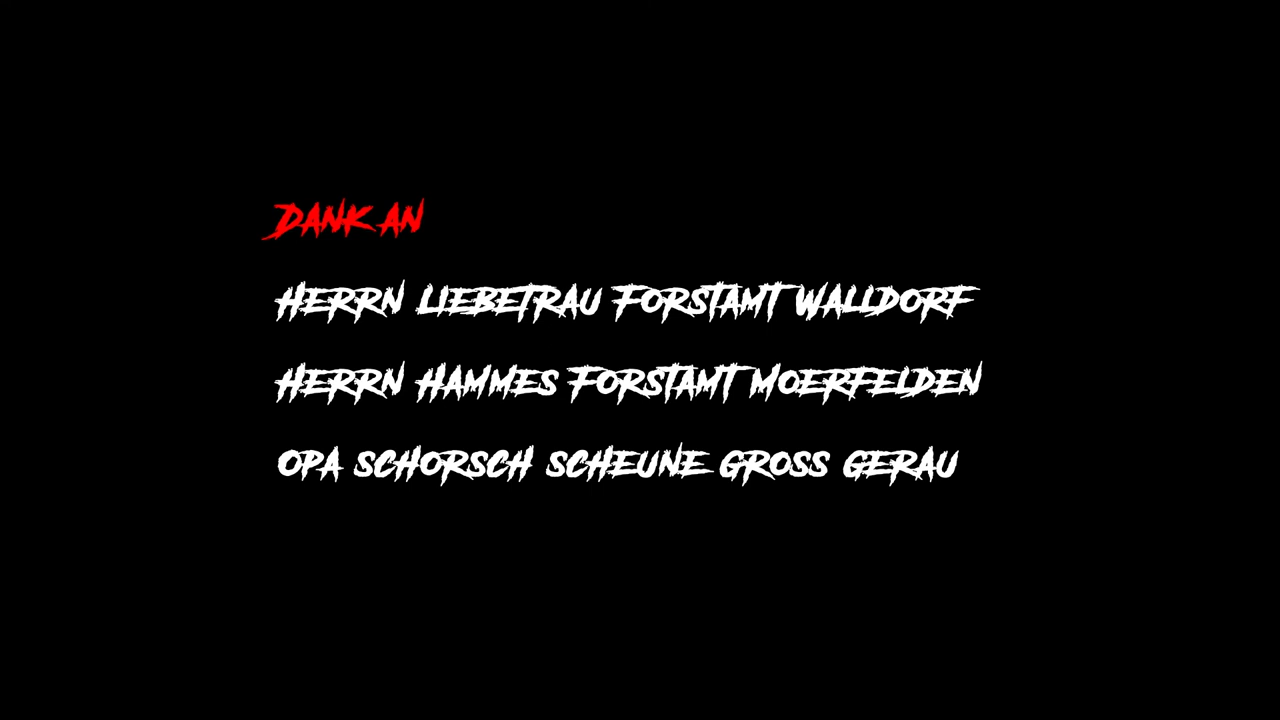 DANK AN
HERRN LIEBETRAU FORSTAMT WALLDORF
HERRN HAMMES FORSTAMT MOERFELDEN
OPA SCHORSCH SCHEUNE GROSS GERAU